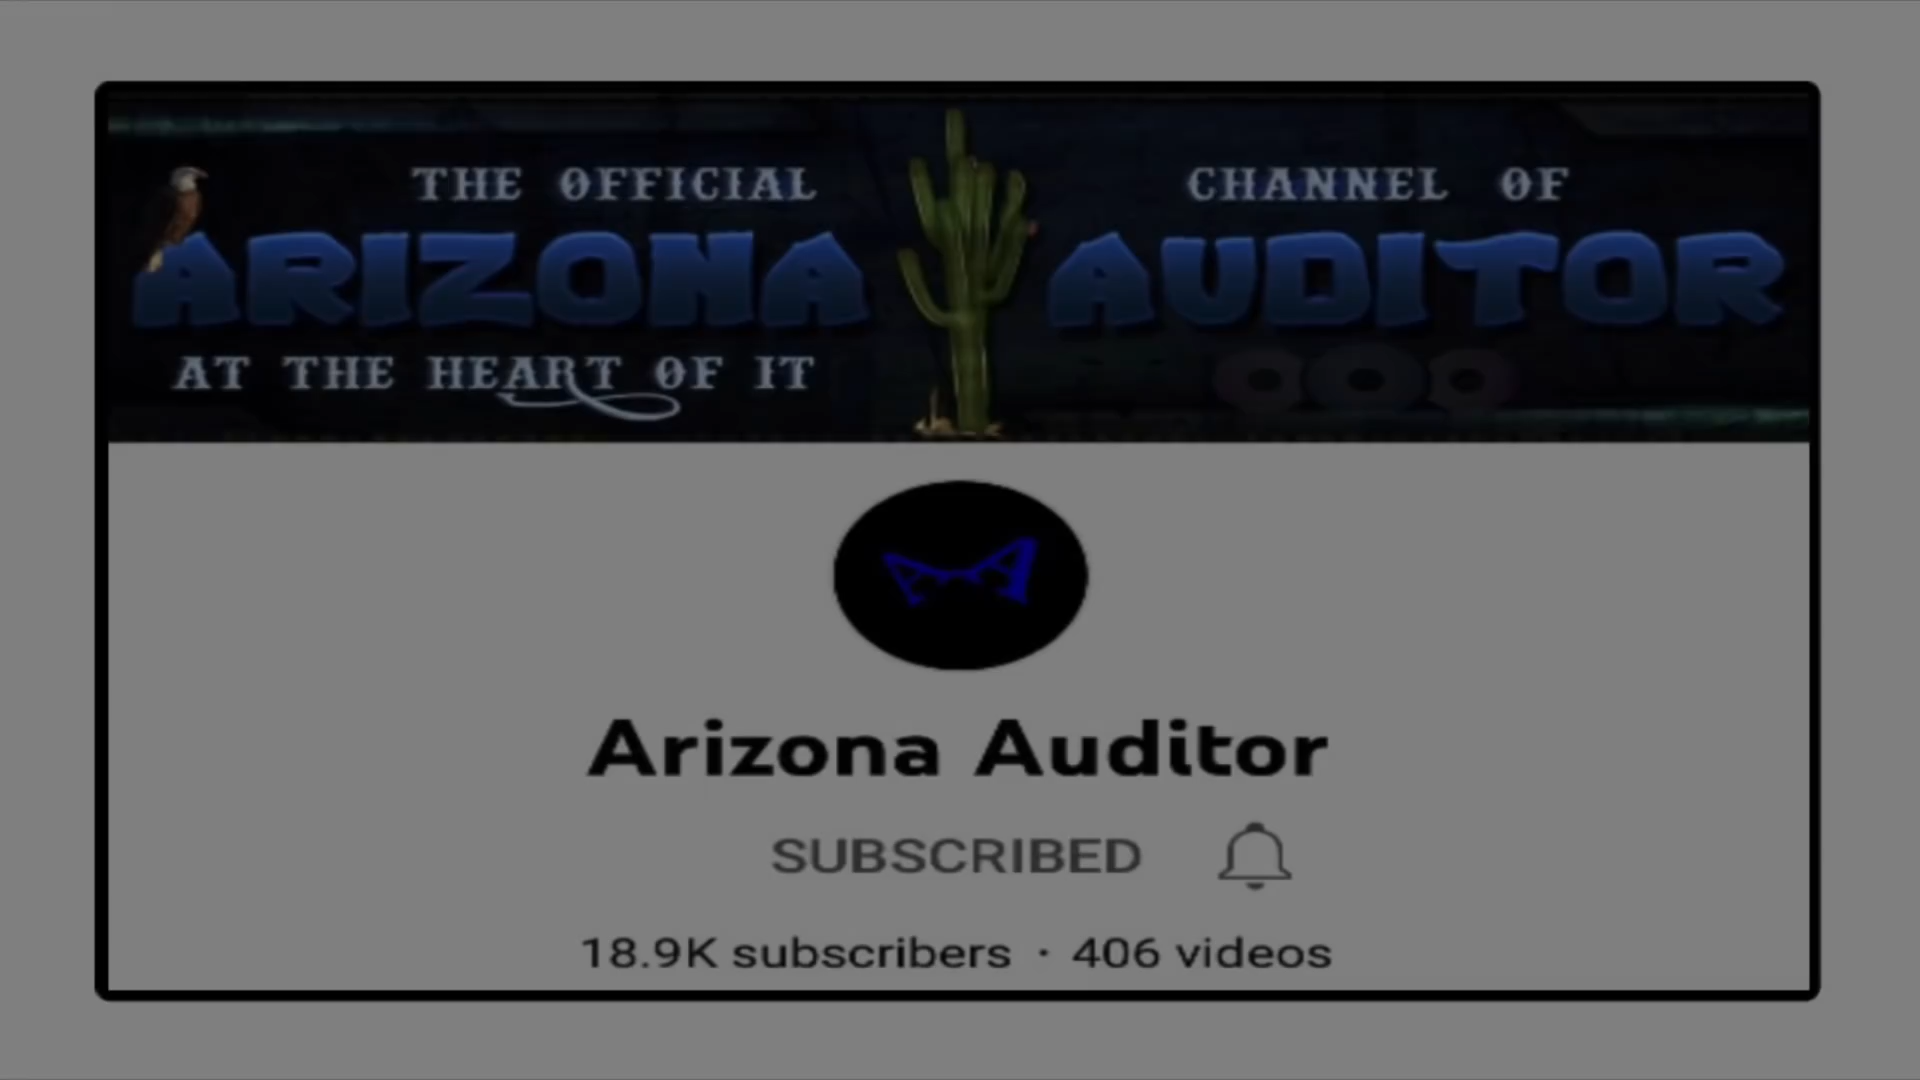 THE OFFICIAL CHANNEL OF
ARIZONA AUDITOR
AT THE HEART OF IT
Arizona Auditor
SUBSCRIBED
18.9K subscribers · 406 videos